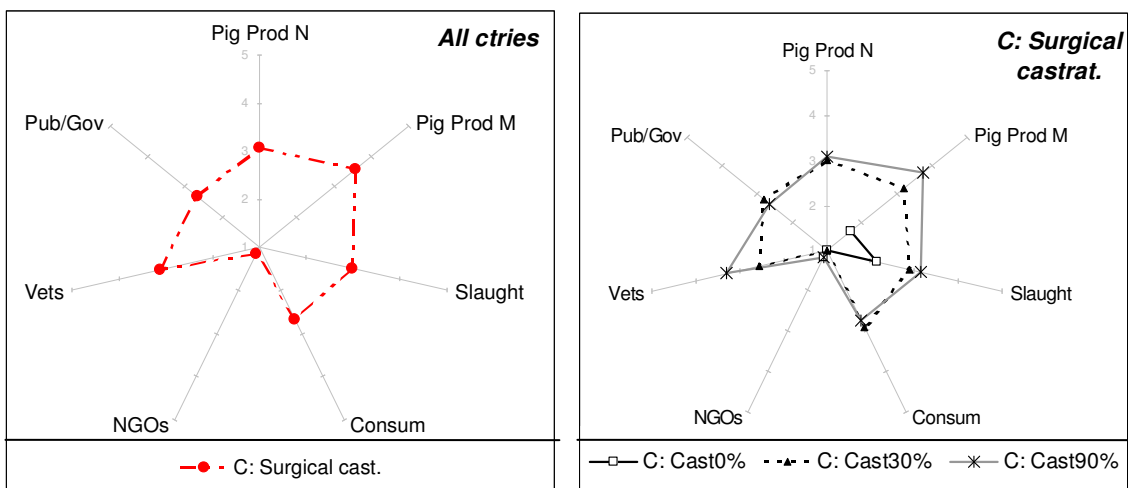 Pig Prod N
All ctries
5
4
3
2
1
Pub/Gov
Pig Prod M
Vets
Slaught
NGOs
Consum
C: Surgical cast.
Pig Prod N
C: Surgical
castrat.
5
4
3
2
1
Pub/Gov
Pig Prod M
Vets
Slaught
NGOs
Consum
C: Cast0%
C: Cast30%
C: Cast90%